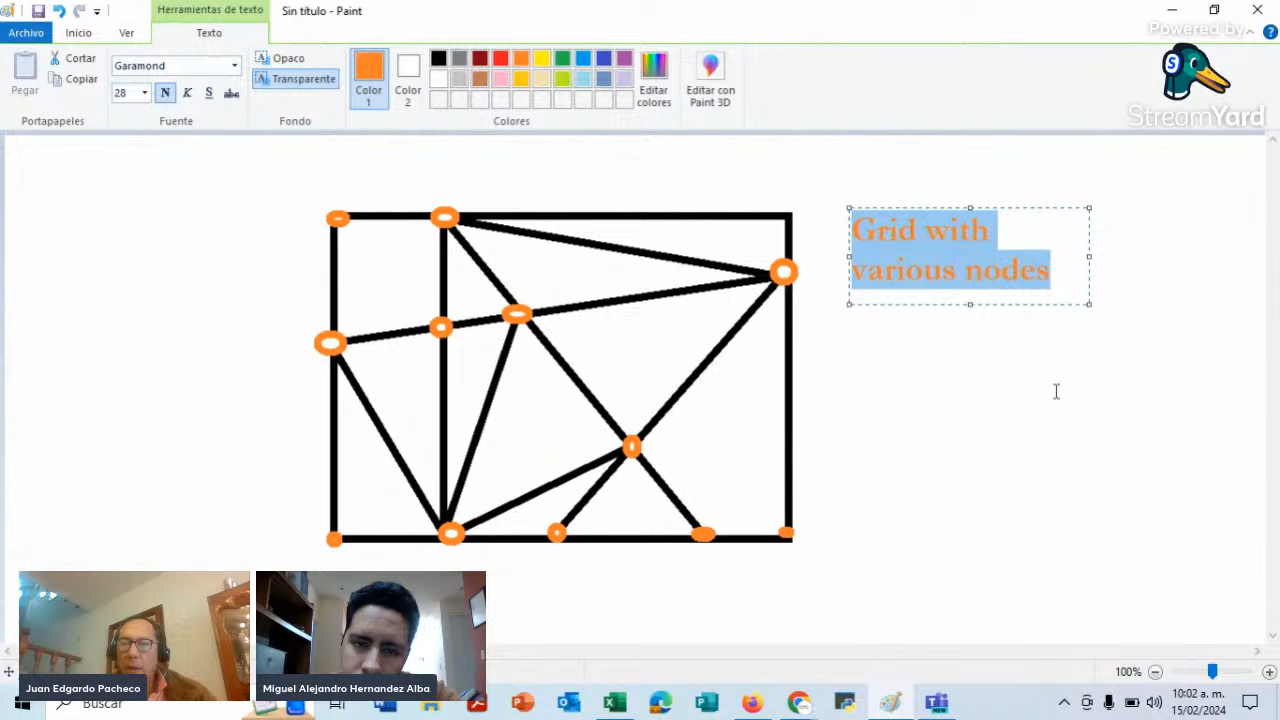 Herramientas de texto
Sin título - Paint
Archivo
Inicio
Ver
Texto
Powered by
StreamYard
Pegar
Cortar
Copiar
Portapapeles
Garamond
28
N
K
S
abc
Fuente
Opaco
Transparente
Fondo
Color
1
Color
2
Editar
colores
Editar con
Paint 3D
Colores
Grid with
various nodes
Juan Edgardo Pacheco
Miguel Alejandro Hernandez Alba
100%
Buscar
10:02 a. m.
15/02/2024